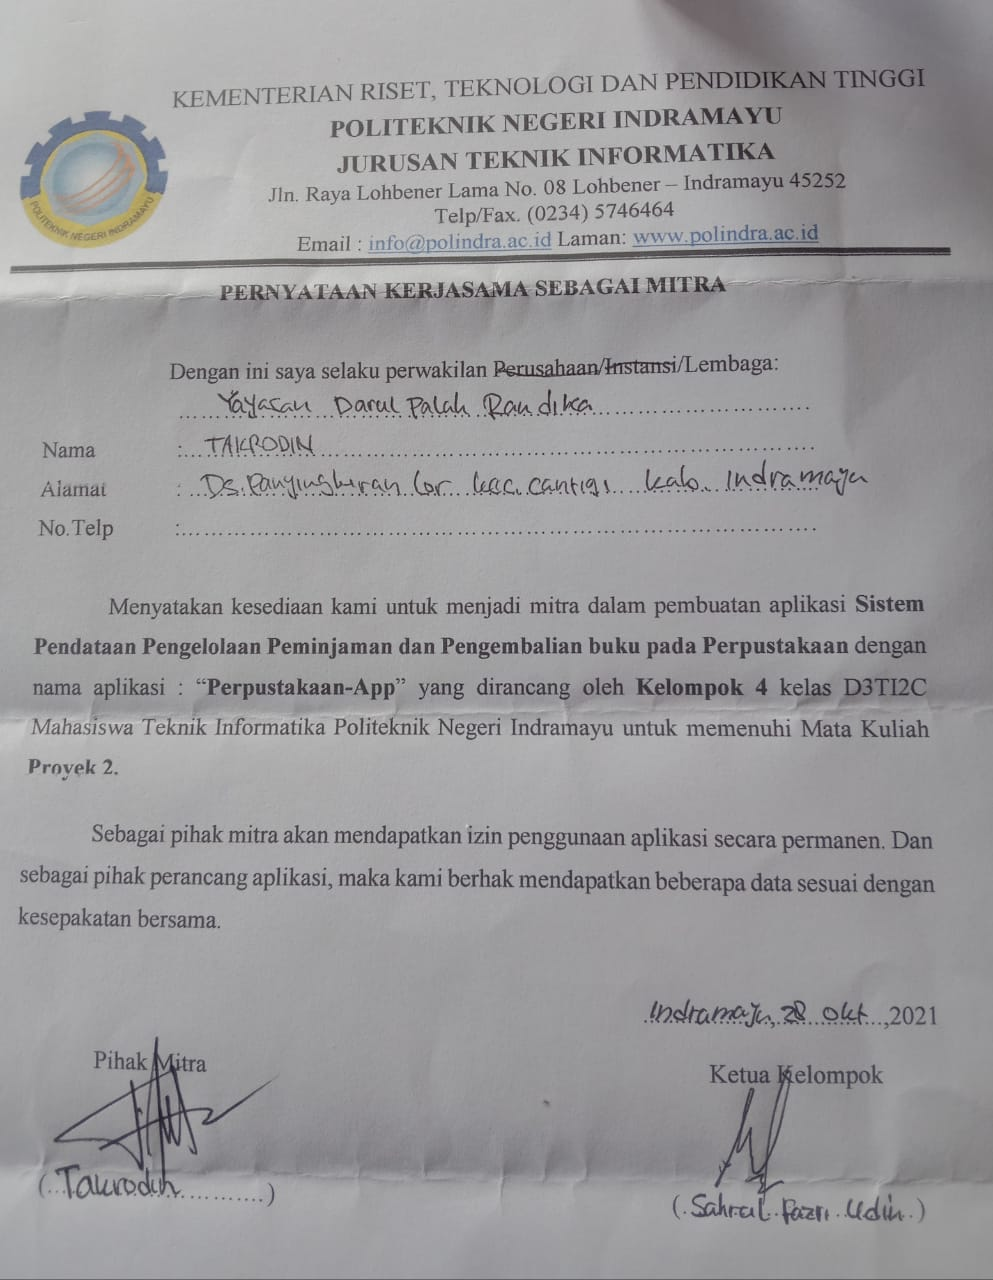 KEMENTERIAN RISET, TEKNOLOGI DAN PENDIDIKAN TINGGI
POLITEKNIK NEGERI INDRAMAYU
JURUSAN TEKNIK INFORMATIKA
Jln. Raya Lohbener Lama No. 08 Lohbener – Indramayu 45252
Telp/Fax. (0234) 5746464
Email : info@polindra.ac.id Laman: www.polindra.ac.id
POLITEKNIK NEGERI INDRAMAYU
PERNYATAAN KERJASAMA SEBAGAI MITRA
Dengan ini saya selaku perwakilan Perusahaan/Instansi/Lembaga:
Yayasan Darul Palah Randika
Nama : TAKRODIN
Alamat : Ds. Panyingkiran lor kec. cantigi kab. Indramayu
No.Telp :
Menyatakan kesediaan kami untuk menjadi mitra dalam pembuatan aplikasi Sistem
Pendataan Pengelolaan Peminjaman dan Pengembalian buku pada Perpustakaan dengan
nama aplikasi : “Perpustakaan-App” yang dirancang oleh Kelompok 4 kelas D3TI2C
Mahasiswa Teknik Informatika Politeknik Negeri Indramayu untuk memenuhi Mata Kuliah
Proyek 2.
Sebagai pihak mitra akan mendapatkan izin penggunaan aplikasi secara permanen. Dan
sebagai pihak perancang aplikasi, maka kami berhak mendapatkan beberapa data sesuai dengan
kesepakatan bersama.
Indramayu, 28 okt ,2021
Pihak Mitra
Ketua Kelompok
(Takrodin)
(Sahrul Fazri Udin)